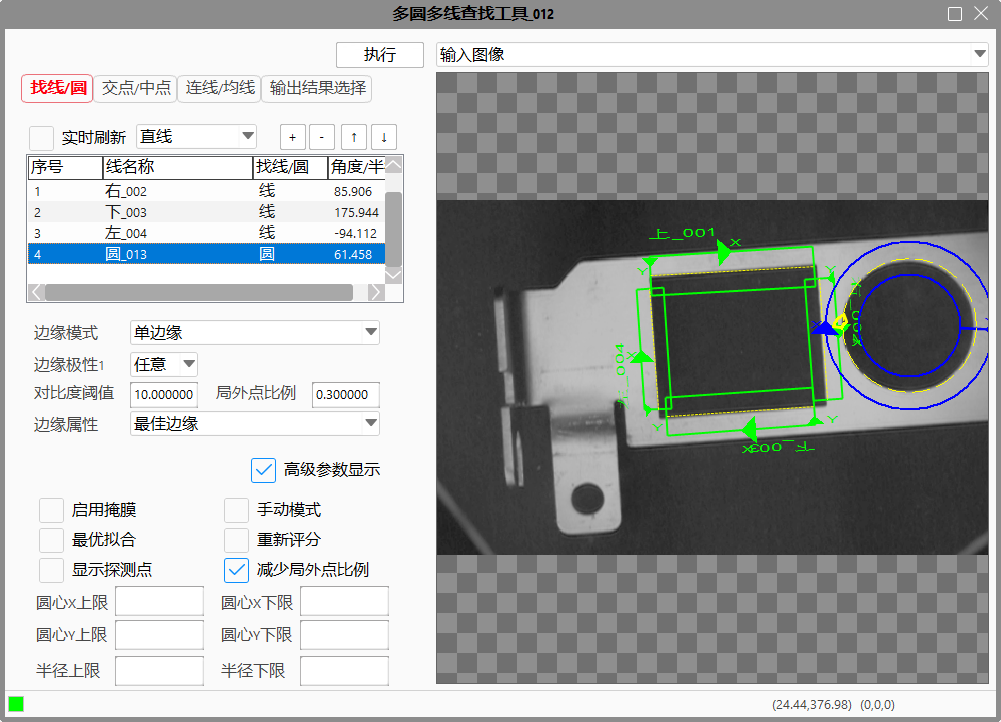 多圆多线查找工具_012
执行
输入图像
找线/圆 交点/中点 连线/均线 输出结果选择
实时刷新 直线 + - ↑ ↓
序号 线名称 找线/圆 角度/半
1 右_002 线 85.906
2 下_003 线 175.944
3 左_004 线 -94.112
4 圆_013 圆 61.458
边缘模式 单边缘
边缘极性1 任意
对比度阈值 10.000000 局外点比例 0.300000
边缘属性 最佳边缘
高级参数显示
启用掩膜 手动模式
最优拟合 重新评分
显示探测点 减少局外点比例
圆心X上限 圆心X下限
圆心Y上限 圆心Y下限
半径上限 半径下限
上_001
X
Y
Y
X
Y
Y
X
下_003
(24.44,376.98) (0,0,0)